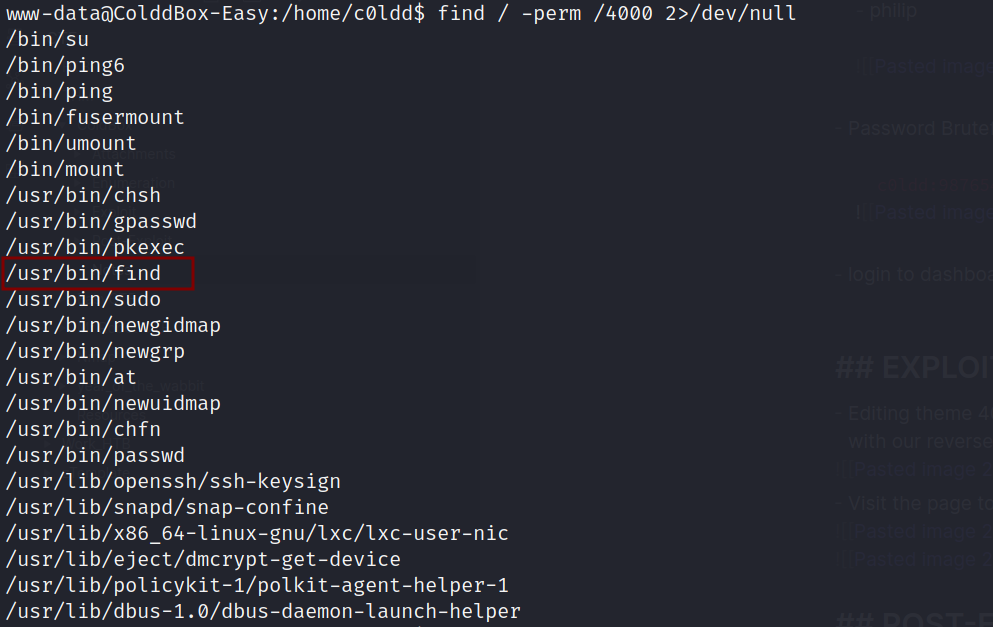 www-data@ColddBox-Easy:/home/c0ldd$ find / -perm /4000 2>/dev/null
/bin/su
/bin/ping6
/bin/ping
/bin/fusermount
/bin/umount
/bin/mount
/usr/bin/chsh
/usr/bin/gpasswd
/usr/bin/pkexec
/usr/bin/find
/usr/bin/sudo
/usr/bin/newgidmap
/usr/bin/newgrp
/usr/bin/at
/usr/bin/newuidmap
/usr/bin/chfn
/usr/bin/passwd
/usr/lib/openssh/ssh-keysign
/usr/lib/snapd/snap-confine
/usr/lib/x86_64-linux-gnu/lxc/lxc-user-nic
/usr/lib/eject/dmcrypt-get-device
/usr/lib/policykit-1/polkit-agent-helper-1
/usr/lib/dbus-1.0/dbus-daemon-launch-helper
- philip
![[Pasted image
- Password Brute
![[Pasted image
- login to dashboa
## EXPLOIT
- Editing theme 4
with our reverse
![[Pasted image 2
- Visit the page to
![[Pasted image 2
![[Pasted image 2
## POST-E